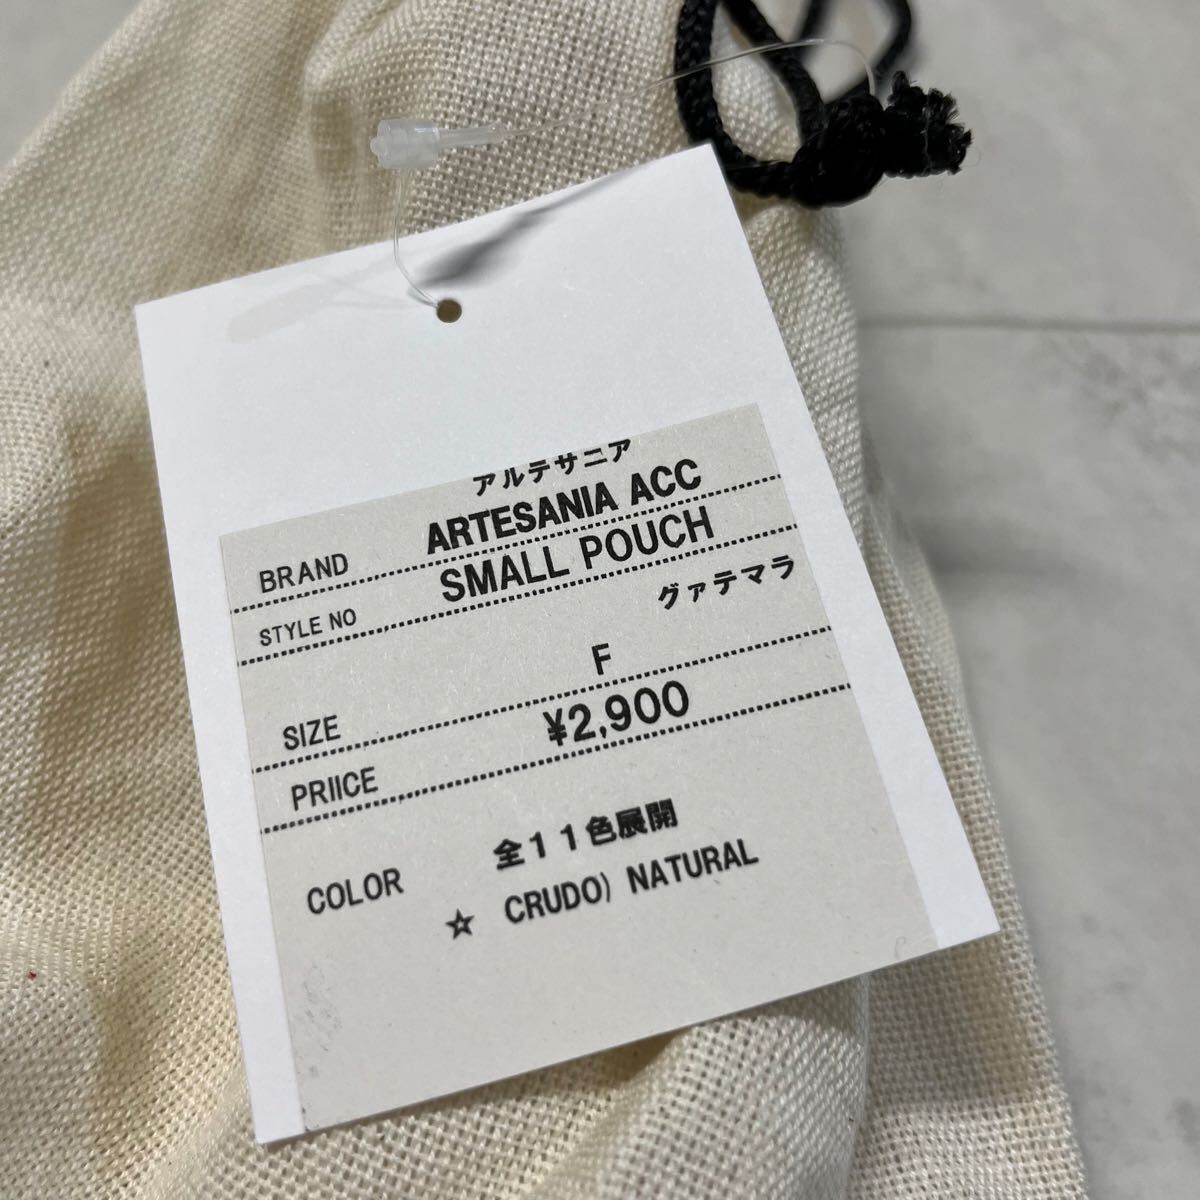 アルテサニア
BRAND ARTESANIA ACC
STYLE NO SMALL POUCH
グァテマラ
SIZE F
PRIICE ¥2,900
全11色展開
COLOR ☆ CRUDO) NATURAL